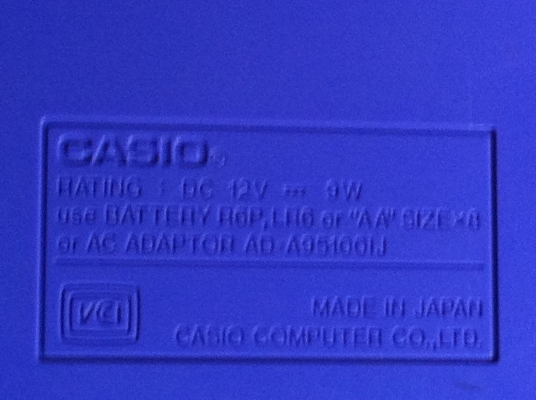 CASIO®
RATING : DC 12V ⎓ 9W
use BATTERY R6P, LR6 or "AA" SIZE×8
or AC ADAPTOR AD-A95100(J
VCI
MADE IN JAPAN
CASIO COMPUTER CO.,LTD.